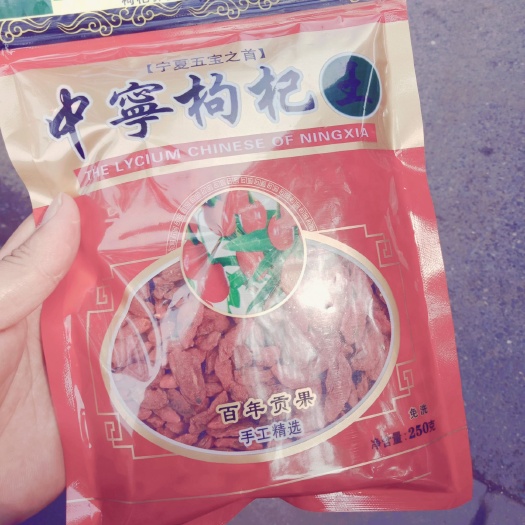 【宁夏五宝之首】
中寧枸杞王
THE LYCIUM CHINESE OF NINGXIA
百年贡果
手工精选
免洗
净含量:250克